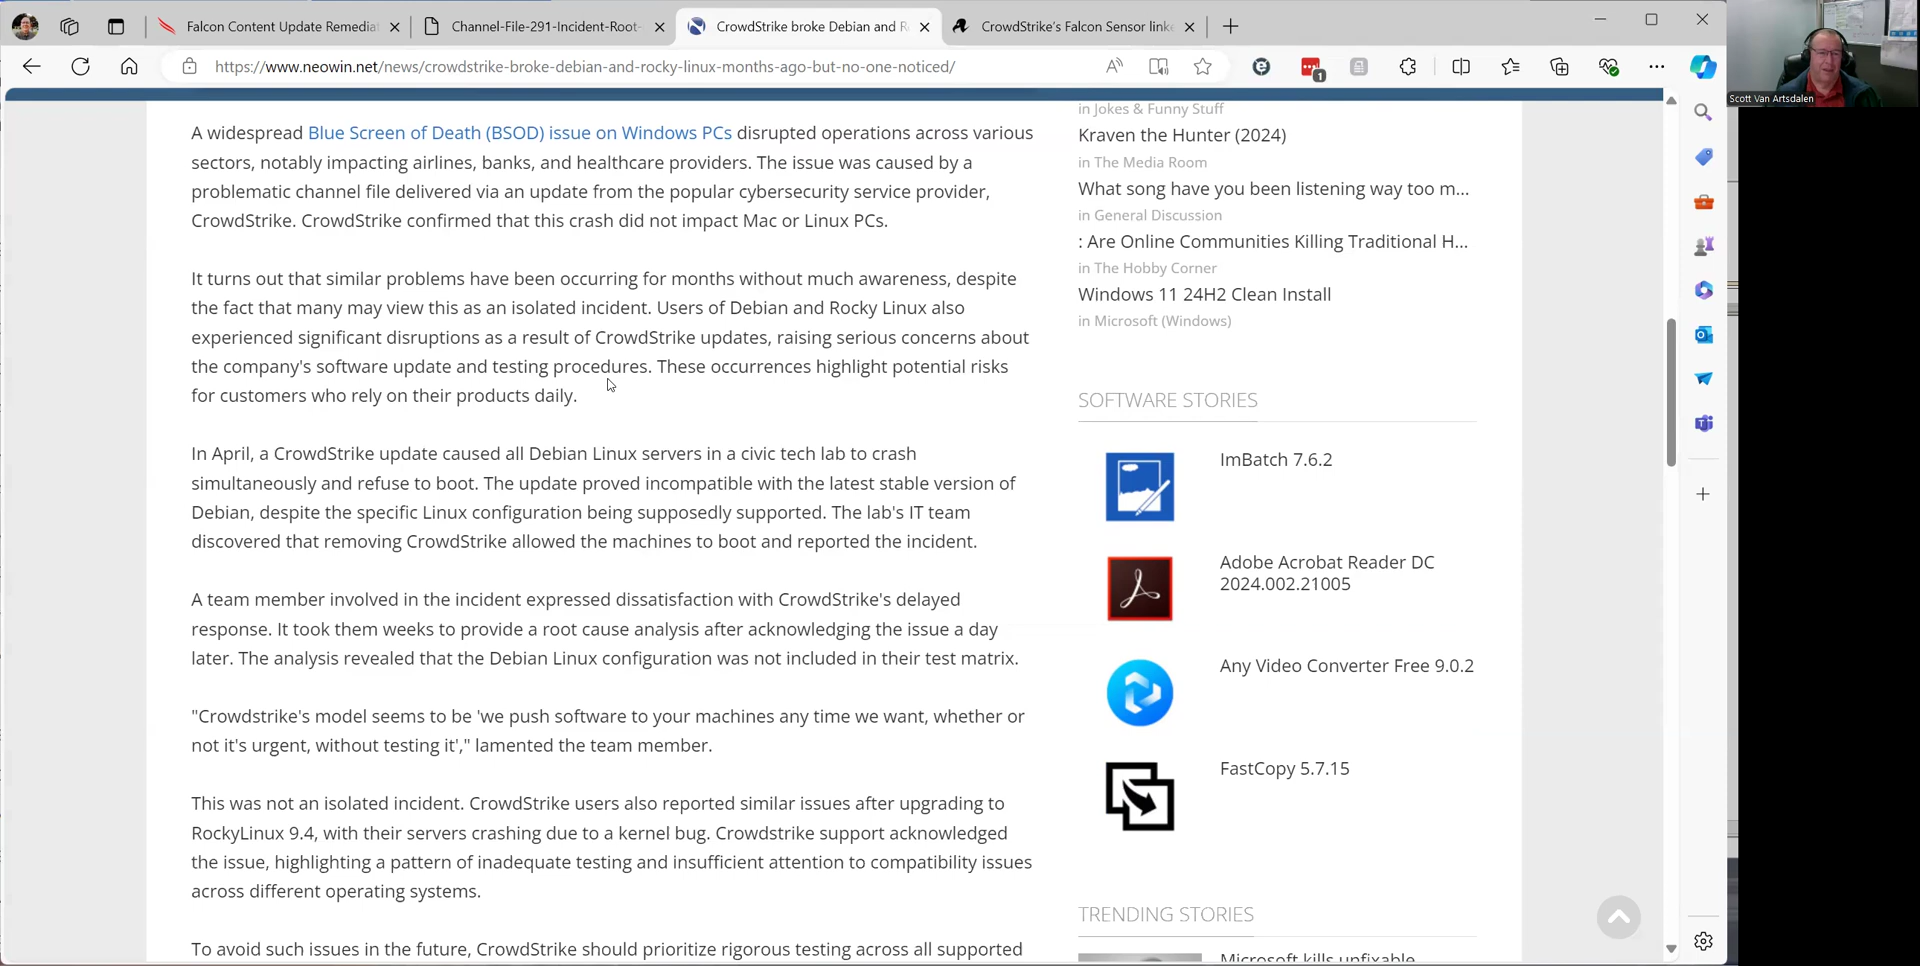 Falcon Content Update Remediat
Channel-File-291-Incident-Root-
CrowdStrike broke Debian and R
CrowdStrike's Falcon Sensor linke
https://www.neowin.net/news/crowdstrike-broke-debian-and-rocky-linux-months-ago-but-no-one-noticed/
1
Scott Van Artsdalen
A widespread Blue Screen of Death (BSOD) issue on Windows PCs disrupted operations across various
sectors, notably impacting airlines, banks, and healthcare providers. The issue was caused by a
problematic channel file delivered via an update from the popular cybersecurity service provider,
CrowdStrike. CrowdStrike confirmed that this crash did not impact Mac or Linux PCs.
It turns out that similar problems have been occurring for months without much awareness, despite
the fact that many may view this as an isolated incident. Users of Debian and Rocky Linux also
experienced significant disruptions as a result of CrowdStrike updates, raising serious concerns about
the company's software update and testing procedures. These occurrences highlight potential risks
for customers who rely on their products daily.
In April, a CrowdStrike update caused all Debian Linux servers in a civic tech lab to crash
simultaneously and refuse to boot. The update proved incompatible with the latest stable version of
Debian, despite the specific Linux configuration being supposedly supported. The lab's IT team
discovered that removing CrowdStrike allowed the machines to boot and reported the incident.
A team member involved in the incident expressed dissatisfaction with CrowdStrike's delayed
response. It took them weeks to provide a root cause analysis after acknowledging the issue a day
later. The analysis revealed that the Debian Linux configuration was not included in their test matrix.
"Crowdstrike's model seems to be 'we push software to your machines any time we want, whether or
not it's urgent, without testing it'," lamented the team member.
This was not an isolated incident. CrowdStrike users also reported similar issues after upgrading to
RockyLinux 9.4, with their servers crashing due to a kernel bug. Crowdstrike support acknowledged
the issue, highlighting a pattern of inadequate testing and insufficient attention to compatibility issues
across different operating systems.
To avoid such issues in the future, CrowdStrike should prioritize rigorous testing across all supported
in Jokes & Funny Stuff
Kraven the Hunter (2024)
in The Media Room
What song have you been listening way too m...
in General Discussion
: Are Online Communities Killing Traditional H...
in The Hobby Corner
Windows 11 24H2 Clean Install
in Microsoft (Windows)
SOFTWARE STORIES
ImBatch 7.6.2
Adobe Acrobat Reader DC
2024.002.21005
Any Video Converter Free 9.0.2
FastCopy 5.7.15
TRENDING STORIES
Microsoft kills unfixable